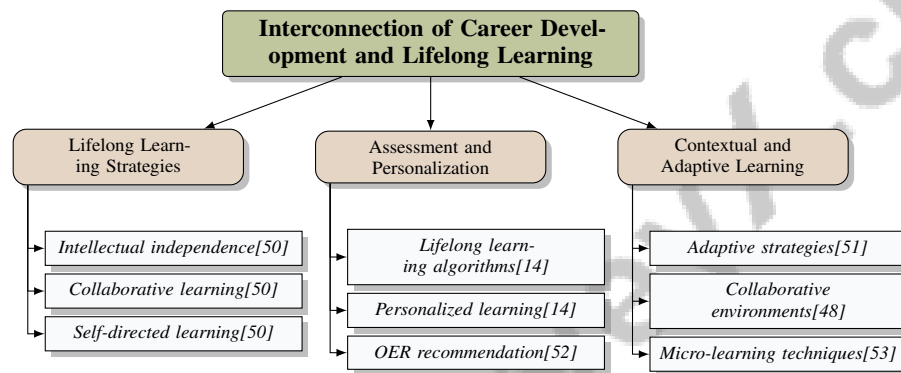 Interconnection of Career Devel-
opment and Lifelong Learning
Lifelong Learn-
ing Strategies
Intellectual independence[50]
Collaborative learning[50]
Self-directed learning[50]
Assessment and
Personalization
Lifelong learn-
ing algorithms[14]
Personalized learning[14]
OER recommendation[52]
Contextual and
Adaptive Learning
Adaptive strategies[51]
Collaborative
environments[48]
Micro-learning techniques[53]